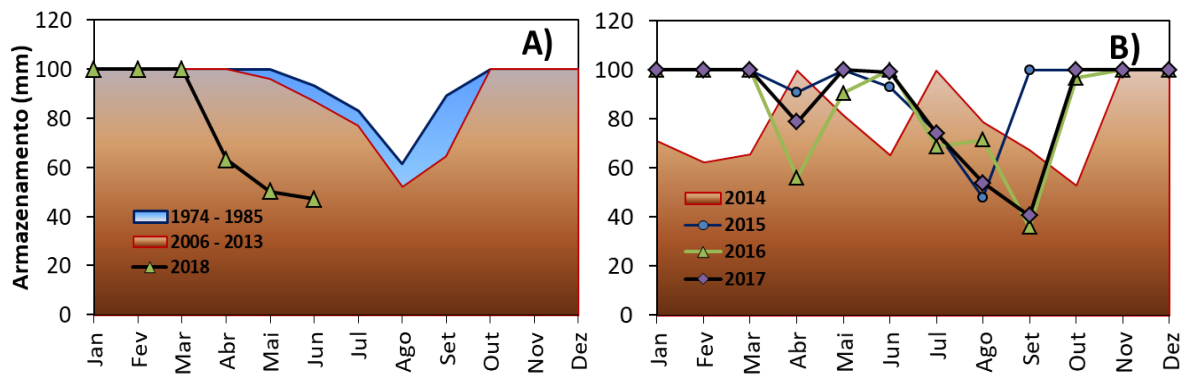 Armazenamento (mm)
120
100
80
60
40
20
0
A)
1974 - 1985
2006 - 2013
2018
Jan
Fev
Mar
Abr
Mai
Jun
Jul
Ago
Set
Out
Nov
Dez
120
100
80
60
40
20
0
B)
2014
2015
2016
2017
Jan
Fev
Mar
Abr
Mai
Jun
Jul
Ago
Set
Out
Nov
Dez